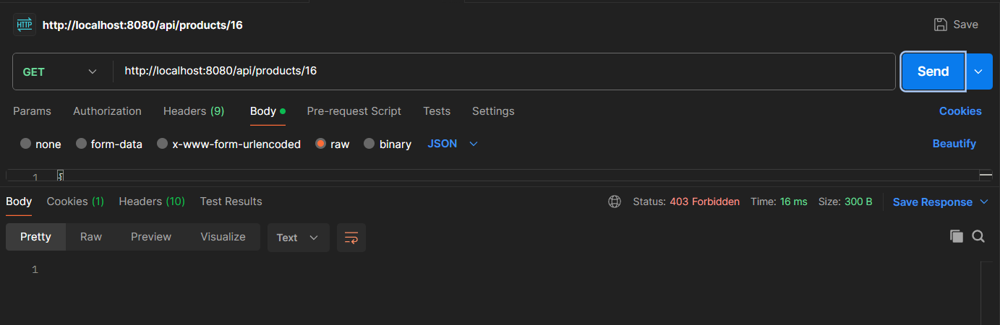 HTTP http://localhost:8080/api/products/16 Save
GET http://localhost:8080/api/products/16 Send
Params Authorization Headers (9) Body Pre-request Script Tests Settings Cookies
none form-data x-www-form-urlencoded raw binary JSON Beautify
1 {
Body Cookies (1) Headers (10) Test Results Status: 403 Forbidden Time: 16 ms Size: 300 B Save Response
Pretty Raw Preview Visualize Text
1